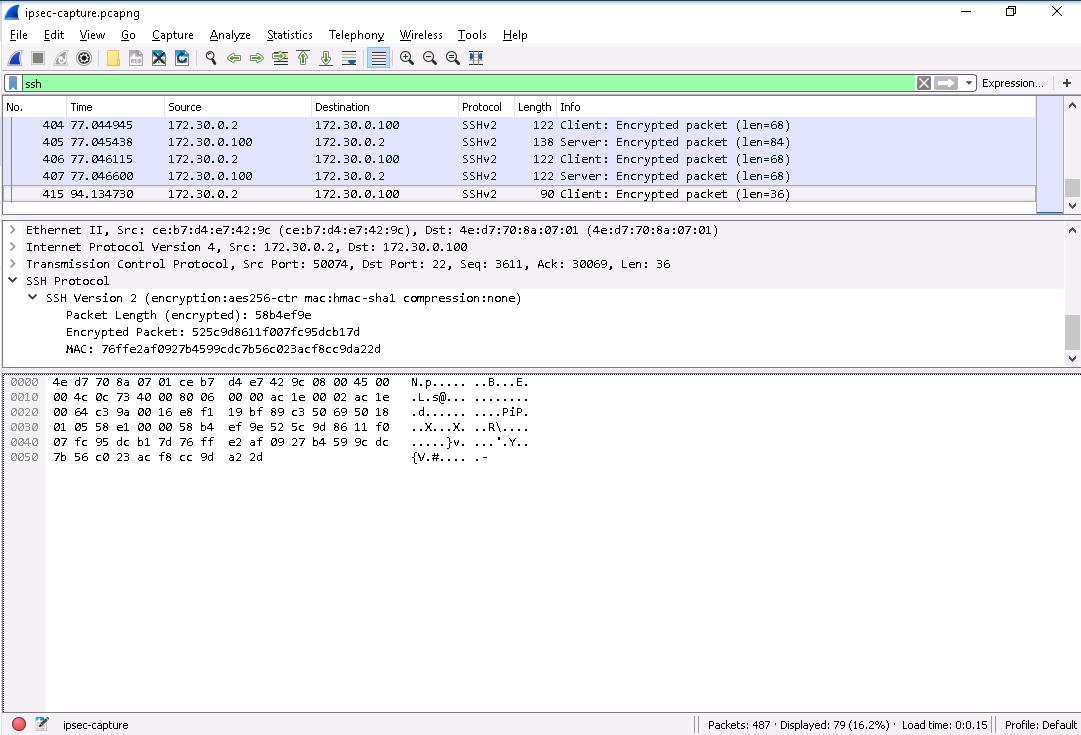 ipsec-capture.pcapng
File Edit View Go Capture Analyze Statistics Telephony Wireless Tools Help
ssh Expression... +
No. Time Source Destination Protocol Length Info
404 77.044945 172.30.0.2 172.30.0.100 SSHv2 122 Client: Encrypted packet (len=68)
405 77.045438 172.30.0.100 172.30.0.2 SSHv2 138 Server: Encrypted packet (len=84)
406 77.046115 172.30.0.2 172.30.0.100 SSHv2 122 Client: Encrypted packet (len=68)
407 77.046600 172.30.0.100 172.30.0.2 SSHv2 122 Server: Encrypted packet (len=68)
415 94.134730 172.30.0.2 172.30.0.100 SSHv2 90 Client: Encrypted packet (len=36)
Ethernet II, Src: ce:b7:d4:e7:42:9c (ce:b7:d4:e7:42:9c), Dst: 4e:d7:70:8a:07:01 (4e:d7:70:8a:07:01)
Internet Protocol Version 4, Src: 172.30.0.2, Dst: 172.30.0.100
Transmission Control Protocol, Src Port: 50074, Dst Port: 22, Seq: 3611, Ack: 30069, Len: 36
SSH Protocol
SSH Version 2 (encryption:aes256-ctr mac:hmac-sha1 compression:none)
Packet Length (encrypted): 58b4ef9e
Encrypted Packet: 525c9d8611f007fc95dcb17d
MAC: 76ffe2af0927b4599cdc7b56c023acf8cc9da22d
0000 4e d7 70 8a 07 01 ce b7 d4 e7 42 9c 08 00 45 00 N.p..... ..B...E.
0010 00 4c 0c 73 40 00 80 06 00 00 ac 1e 00 02 ac 1e .L.s@... ........
0020 00 64 c3 9a 00 16 e8 f1 19 bf 89 c3 50 69 50 18 .d...... ....PiP.
0030 01 05 58 e1 00 00 58 b4 ef 9e 52 5c 9d 86 11 f0 ..X...X. ..R\....
0040 07 fc 95 dc b1 7d 76 ff e2 af 09 27 b4 59 9c dc .....}v. ...'.Y..
0050 7b 56 c0 23 ac f8 cc 9d a2 2d {V.#.... .-
ipsec-capture Packets: 487 · Displayed: 79 (16.2%) · Load time: 0:0.15 Profile: Default